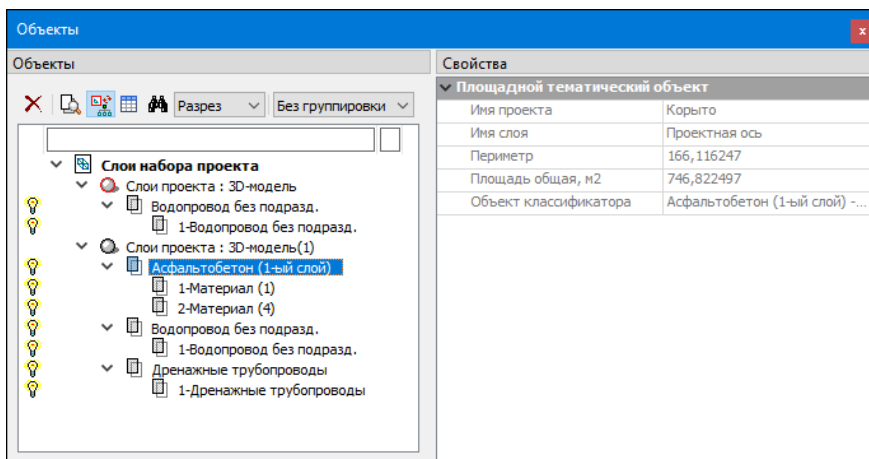 Объекты
x
Объекты
Разрез
Без группировки
Слои набора проекта
Слои проекта : 3D-модель
Водопровод без подразд.
1-Водопровод без подразд.
Слои проекта : 3D-модель(1)
Асфальтобетон (1-ый слой)
1-Материал (1)
2-Материал (4)
Водопровод без подразд.
1-Водопровод без подразд.
Дренажные трубопроводы
1-Дренажные трубопроводы
Свойства
Площадной тематический объект
Имя проекта Корыто
Имя слоя Проектная ось
Периметр 166,116247
Площадь общая, м2 746,822497
Объект классификатора Асфальтобетон (1-ый слой) -...